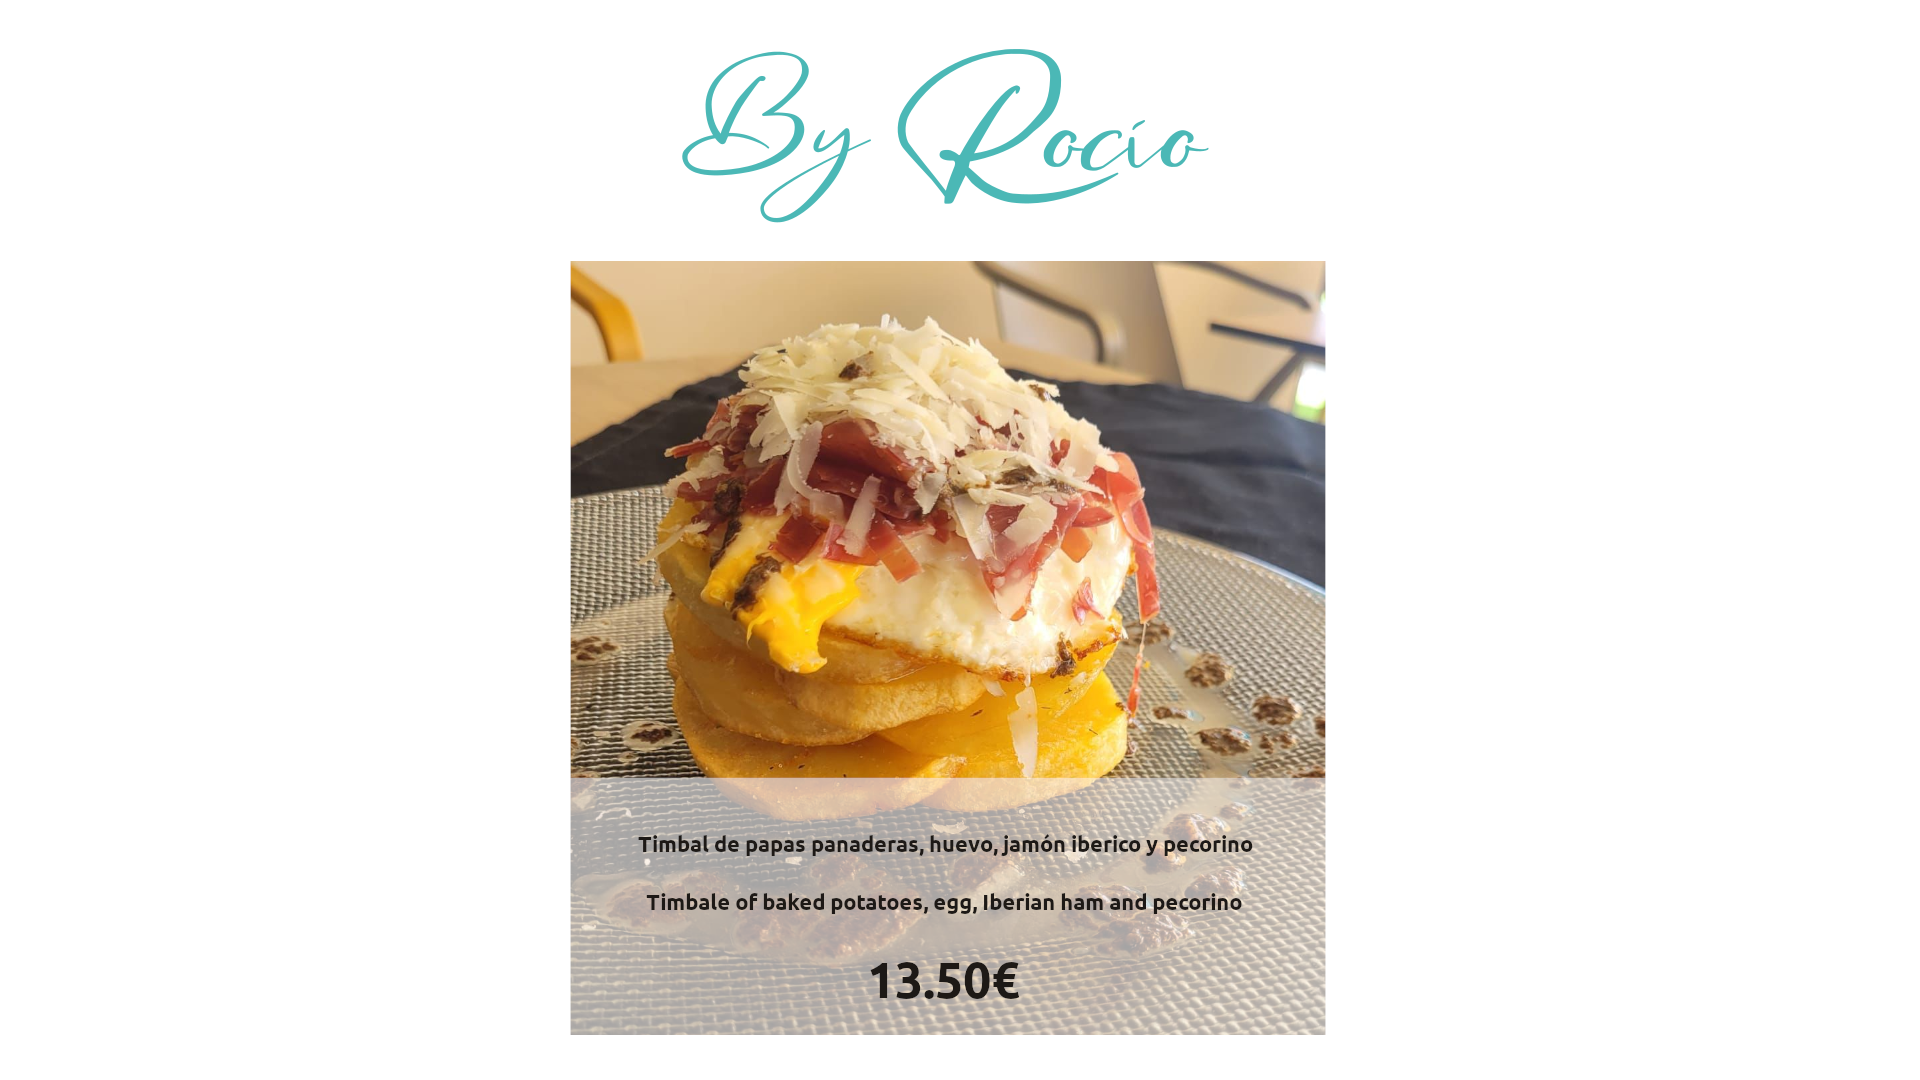 By Rocío
Timbal de papas panaderas, huevo, jamón iberico y pecorino
Timbale of baked potatoes, egg, Iberian ham and pecorino
13.50€